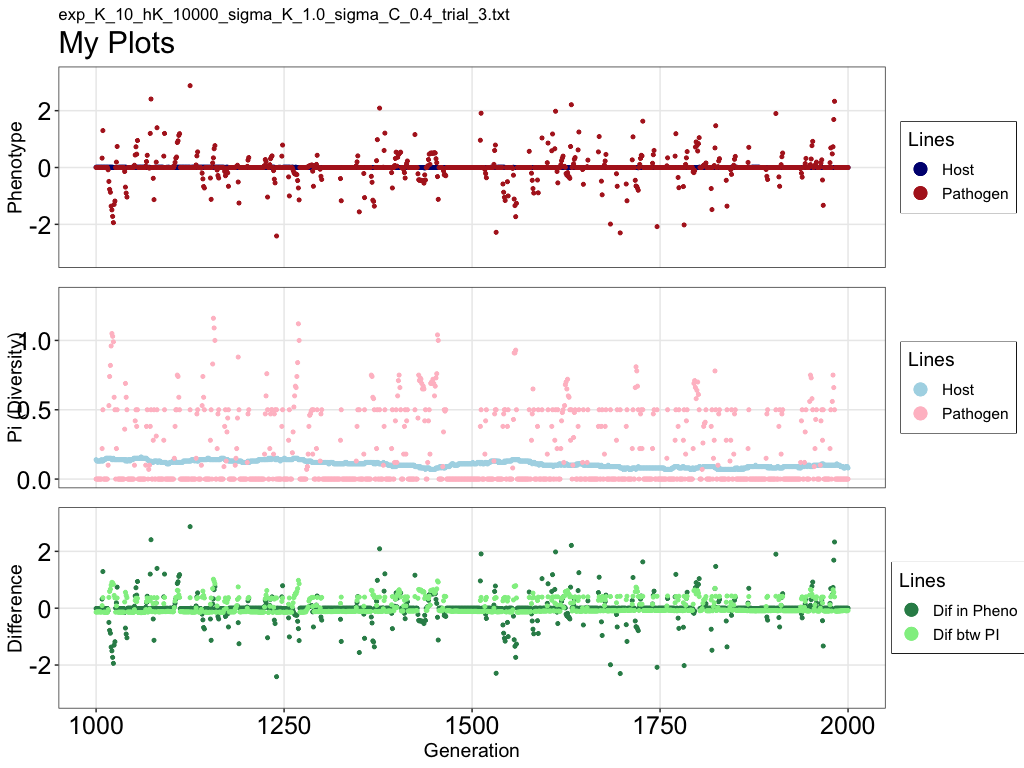 exp_K_10_hK_10000_sigma_K_1.0_sigma_C_0.4_trial_3.txt
My Plots
Phenotype
2
0
-2
Lines
Host
Pathogen
Pi (Diversity)
1.0
0.5
0.0
Lines
Host
Pathogen
Difference
2
0
-2
Lines
Dif in Pheno
Dif btw PI
1000
1250
1500
1750
2000
Generation